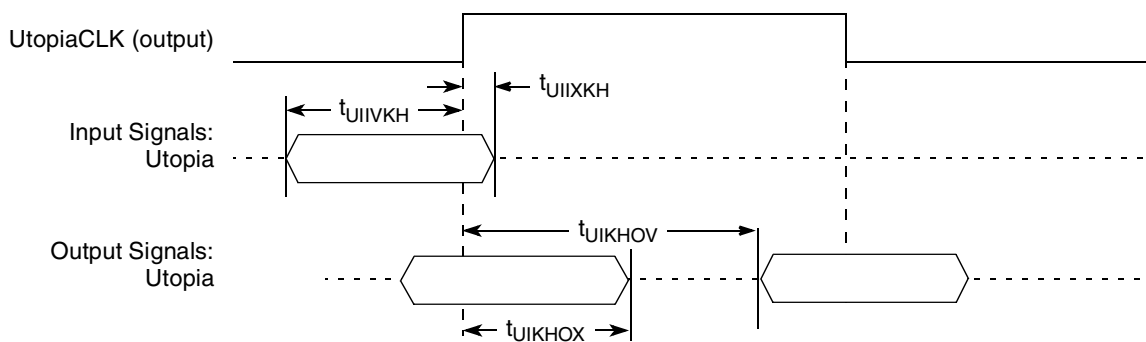 UtopiaCLK (output)
tUIIXKH
tUIIVKH
Input Signals:
Utopia
tUIKHOV
Output Signals:
Utopia
tUIKHOX